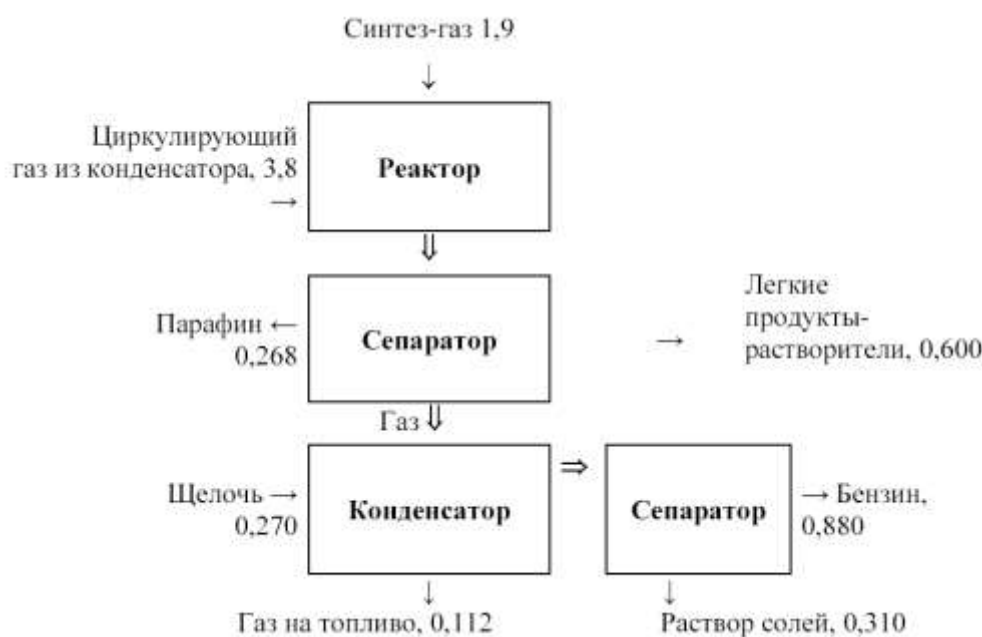 Синтез-газ 1,9
↓
Циркулирующий
газ из конденсатора, 3,8
→
Реактор
⇓
Парафин ←
0,268
Сепаратор
→
Легкие
продукты-
растворители, 0,600
Газ ⇓
Щелочь →
0,270
Конденсатор
⇒
Сепаратор
→ Бензин,
0,880
↓
Газ на топливо, 0,112
↓
Раствор солей, 0,310